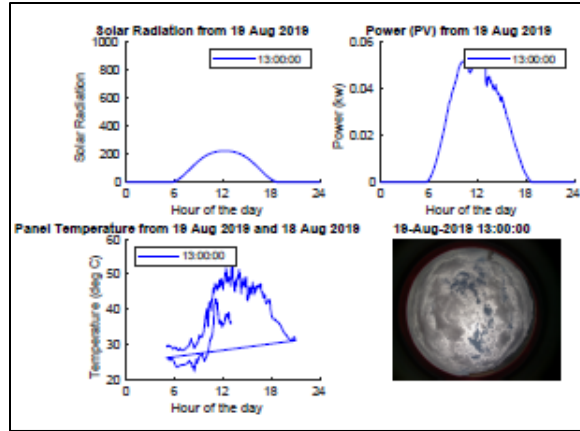 Solar Radiation from 19 Aug 2019
1000
800
600
400
200
0
Solar Radiation
13:00:00
0 6 12 18 24
Hour of the day
Power (PV) from 19 Aug 2019
0.06
0.04
0.02
0
Power (kw)
13:00:00
0 6 12 18 24
Hour of the day
Panel Temperature from 19 Aug 2019 and 18 Aug 2019
60
50
40
30
20
Temperature (deg C)
13:00:00
0 6 12 18 24
Hour of the day
19-Aug-2019 13:00:00